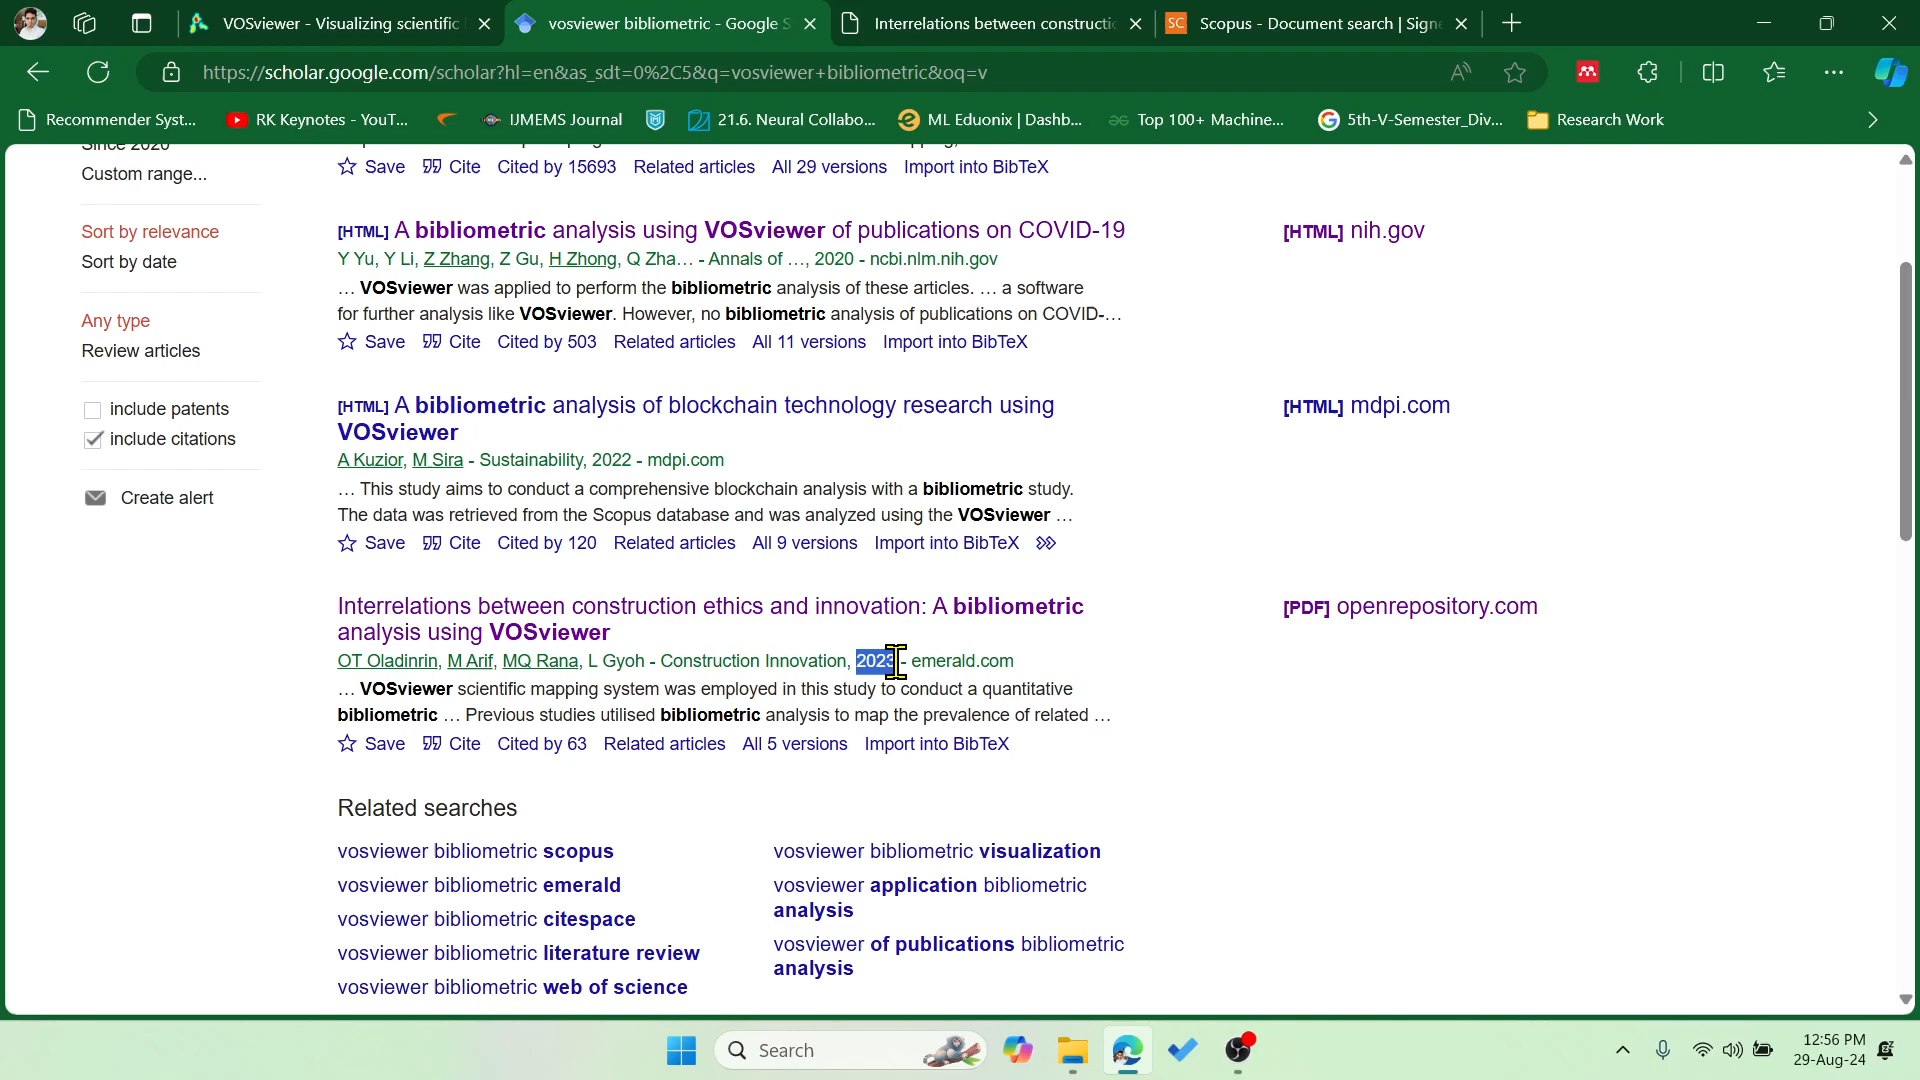 VOSviewer - Visualizing scientific
vosviewer bibliometric - Google S
Interrelations between constructio
Scopus - Document search | Signe
https://scholar.google.com/scholar?hl=en&as_sdt=0%2C5&q=vosviewer+bibliometric&oq=v
Recommender Syst...
RK Keynotes - YouT...
IJMEMS Journal
21.6. Neural Collabo...
ML Eduonix | Dashb...
Top 100+ Machine...
5th-V-Semester_Div...
Research Work
Since 2020
Custom range...
Sort by relevance
Sort by date
Any type
Review articles
include patents
include citations
Create alert
Save Cite Cited by 15693 Related articles All 29 versions Import into BibTeX
[HTML] A bibliometric analysis using VOSviewer of publications on COVID-19
[HTML] nih.gov
Y Yu, Y Li, Z Zhang, Z Gu, H Zhong, Q Zha… - Annals of …, 2020 - ncbi.nlm.nih.gov
… VOSviewer was applied to perform the bibliometric analysis of these articles. … a software
for further analysis like VOSviewer. However, no bibliometric analysis of publications on COVID-…
Save Cite Cited by 503 Related articles All 11 versions Import into BibTeX
[HTML] A bibliometric analysis of blockchain technology research using
VOSviewer
[HTML] mdpi.com
A Kuzior, M Sira - Sustainability, 2022 - mdpi.com
… This study aims to conduct a comprehensive blockchain analysis with a bibliometric study.
The data was retrieved from the Scopus database and was analyzed using the VOSviewer …
Save Cite Cited by 120 Related articles All 9 versions Import into BibTeX
Interrelations between construction ethics and innovation: A bibliometric
analysis using VOSviewer
[PDF] openrepository.com
OT Oladinrin, M Arif, MQ Rana, L Gyoh - Construction Innovation, 2023 - emerald.com
… VOSviewer scientific mapping system was employed in this study to conduct a quantitative
bibliometric … Previous studies utilised bibliometric analysis to map the prevalence of related …
Save Cite Cited by 63 Related articles All 5 versions Import into BibTeX
Related searches
vosviewer bibliometric scopus
vosviewer bibliometric emerald
vosviewer bibliometric citespace
vosviewer bibliometric literature review
vosviewer bibliometric web of science
vosviewer bibliometric visualization
vosviewer application bibliometric
analysis
vosviewer of publications bibliometric
analysis
Search
12:56 PM
29-Aug-24